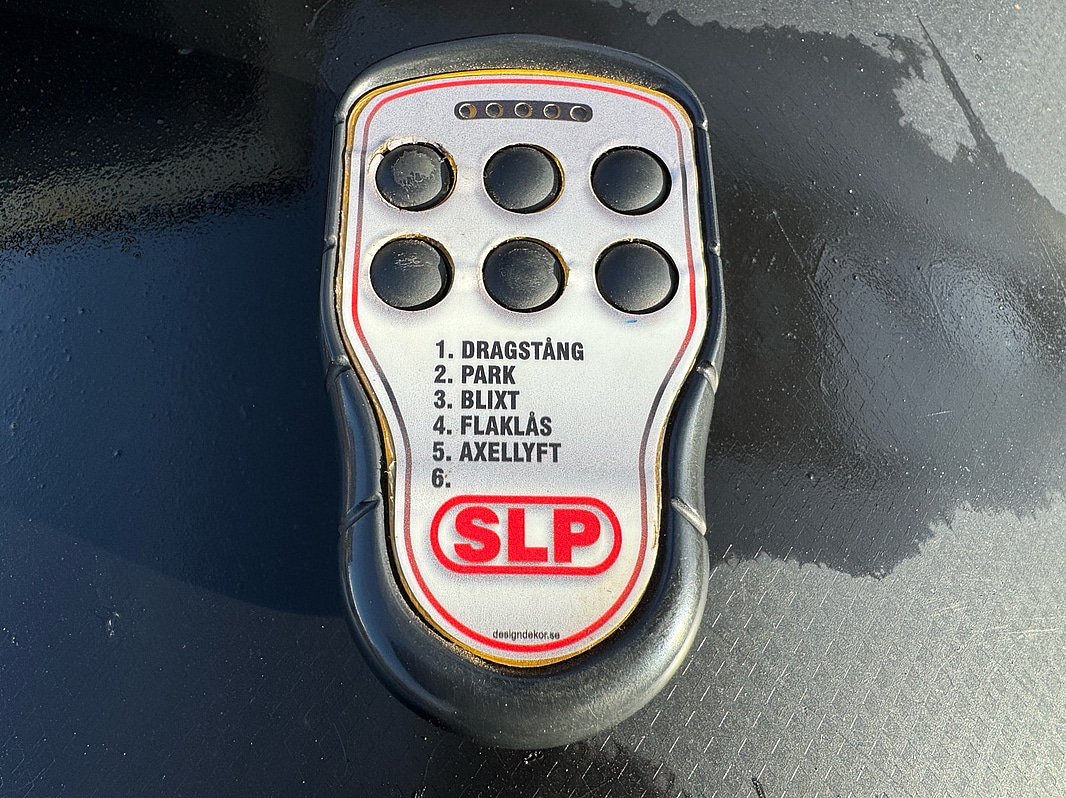 1. DRAGSTÅNG
2. PARK
3. BLIXT
4. FLAKLÅS
5. AXELLYFT
6.
SLP
designdekor.se